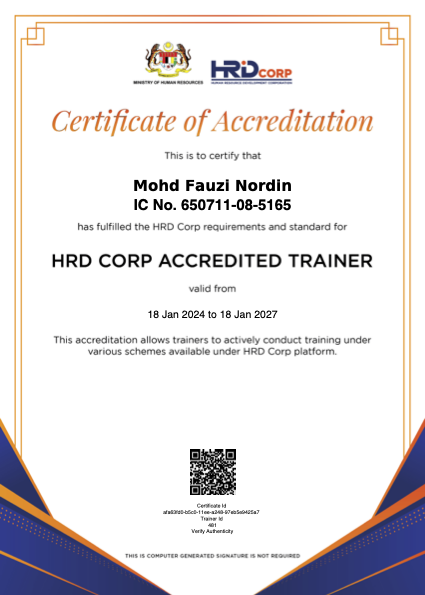 MINISTRY OF HUMAN RESOURCES
HRD CORP
HUMAN RESOURCE DEVELOPMENT CORPORATION
Certificate of Accreditation
This is to certify that
Mohd Fauzi Nordin
IC No. 650711-08-5165
has fulfilled the HRD Corp requirements and standard for
HRD CORP ACCREDITED TRAINER
valid from
18 Jan 2024 to 18 Jan 2027
This accreditation allows trainers to actively conduct training under
various schemes available under HRD Corp platform.
Certificate Id
Trainer Id
481
Verify Authenticity
THIS IS COMPUTER GENERATED SIGNATURE IS NOT REQUIRED